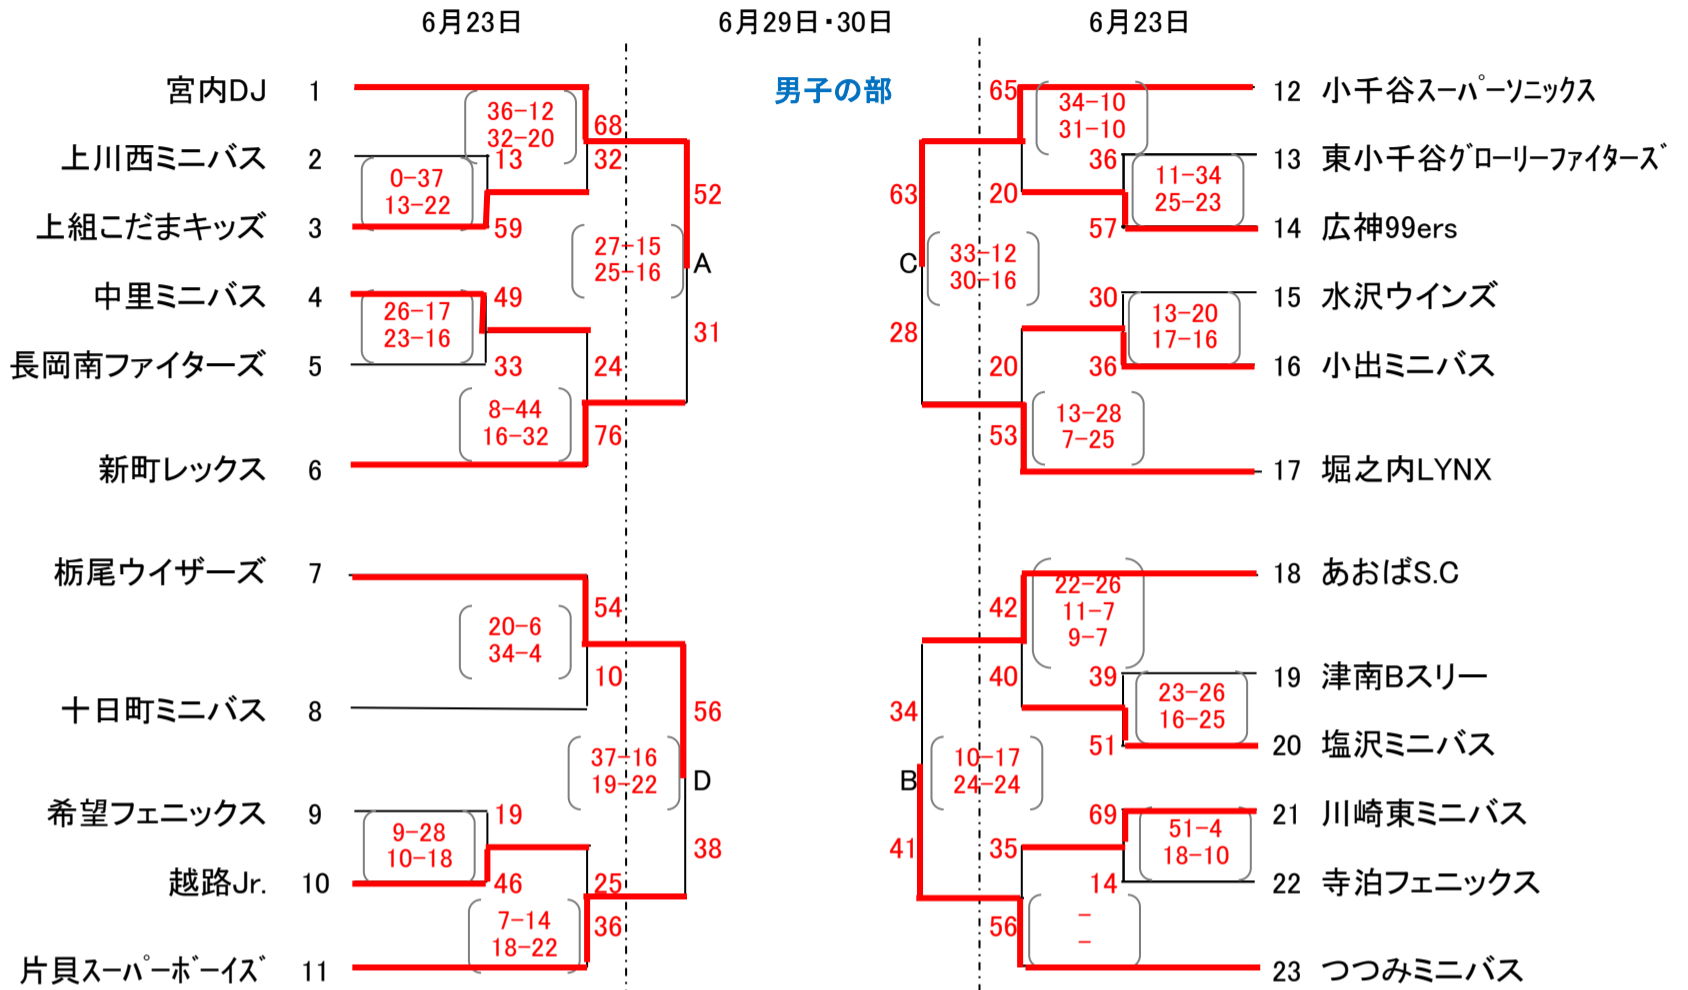 6月23日 6月29日・30日 6月23日
男子の部
宮内DJ 1
上川西ミニバス 2
上組こだまキッズ 3
中里ミニバス 4
長岡南ファイターズ 5
新町レックス 6
栃尾ウイザーズ 7
十日町ミニバス 8
希望フェニックス 9
越路Jr. 10
片貝ｽｰﾊﾟｰﾎﾞｰｲｽﾞ 11
36-12
32-20
68
32
0-37
13-22
13
59
26-17
23-16
49
33
8-44
16-32
24
76
27-15
25-16
52
A
31
20-6
34-4
54
10
9-28
10-18
19
46
7-14
18-22
25
36
37-16
19-22
56
D
38
12 小千谷ｽｰﾊﾟｰｿﾆｯｸｽ
13 東小千谷ｸﾞﾛｰﾘｰﾌｧｲﾀｰｽﾞ
14 広神99ers
15 水沢ウインズ
16 小出ミニバス
17 堀之内LYNX
18 あおばS.C
19 津南Bスリー
20 塩沢ミニバス
21 川崎東ミニバス
22 寺泊フェニックス
23 つつみミニバス
65
34-10
31-10
20
36
11-34
25-23
57
63
C
33-12
30-16
28
30
13-20
17-16
36
20
13-28
7-25
53
42
22-26
11-7
9-7
40
39
23-26
16-25
51
34
B
10-17
24-24
41
69
51-4
18-10
14
35
-
-
56